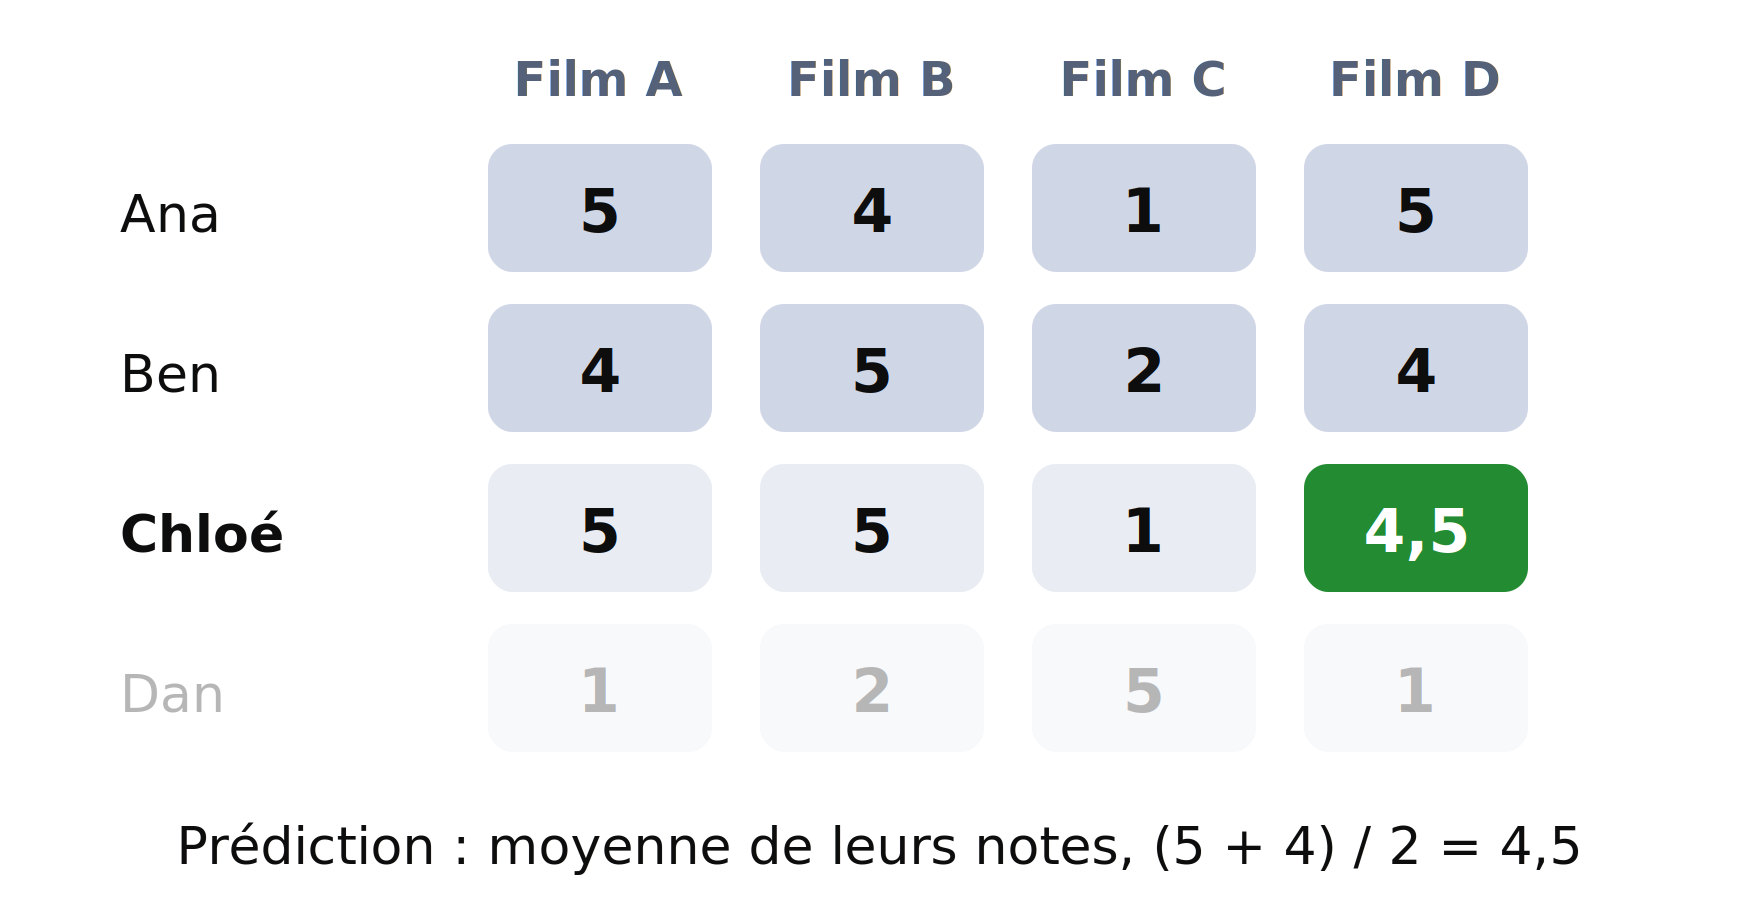 Film A Film B Film C Film D
Ana 5 4 1 5
Ben 4 5 2 4
Chloé 5 5 1 4,5
Dan 1 2 5 1
Prédiction : moyenne de leurs notes, (5 + 4) / 2 = 4,5